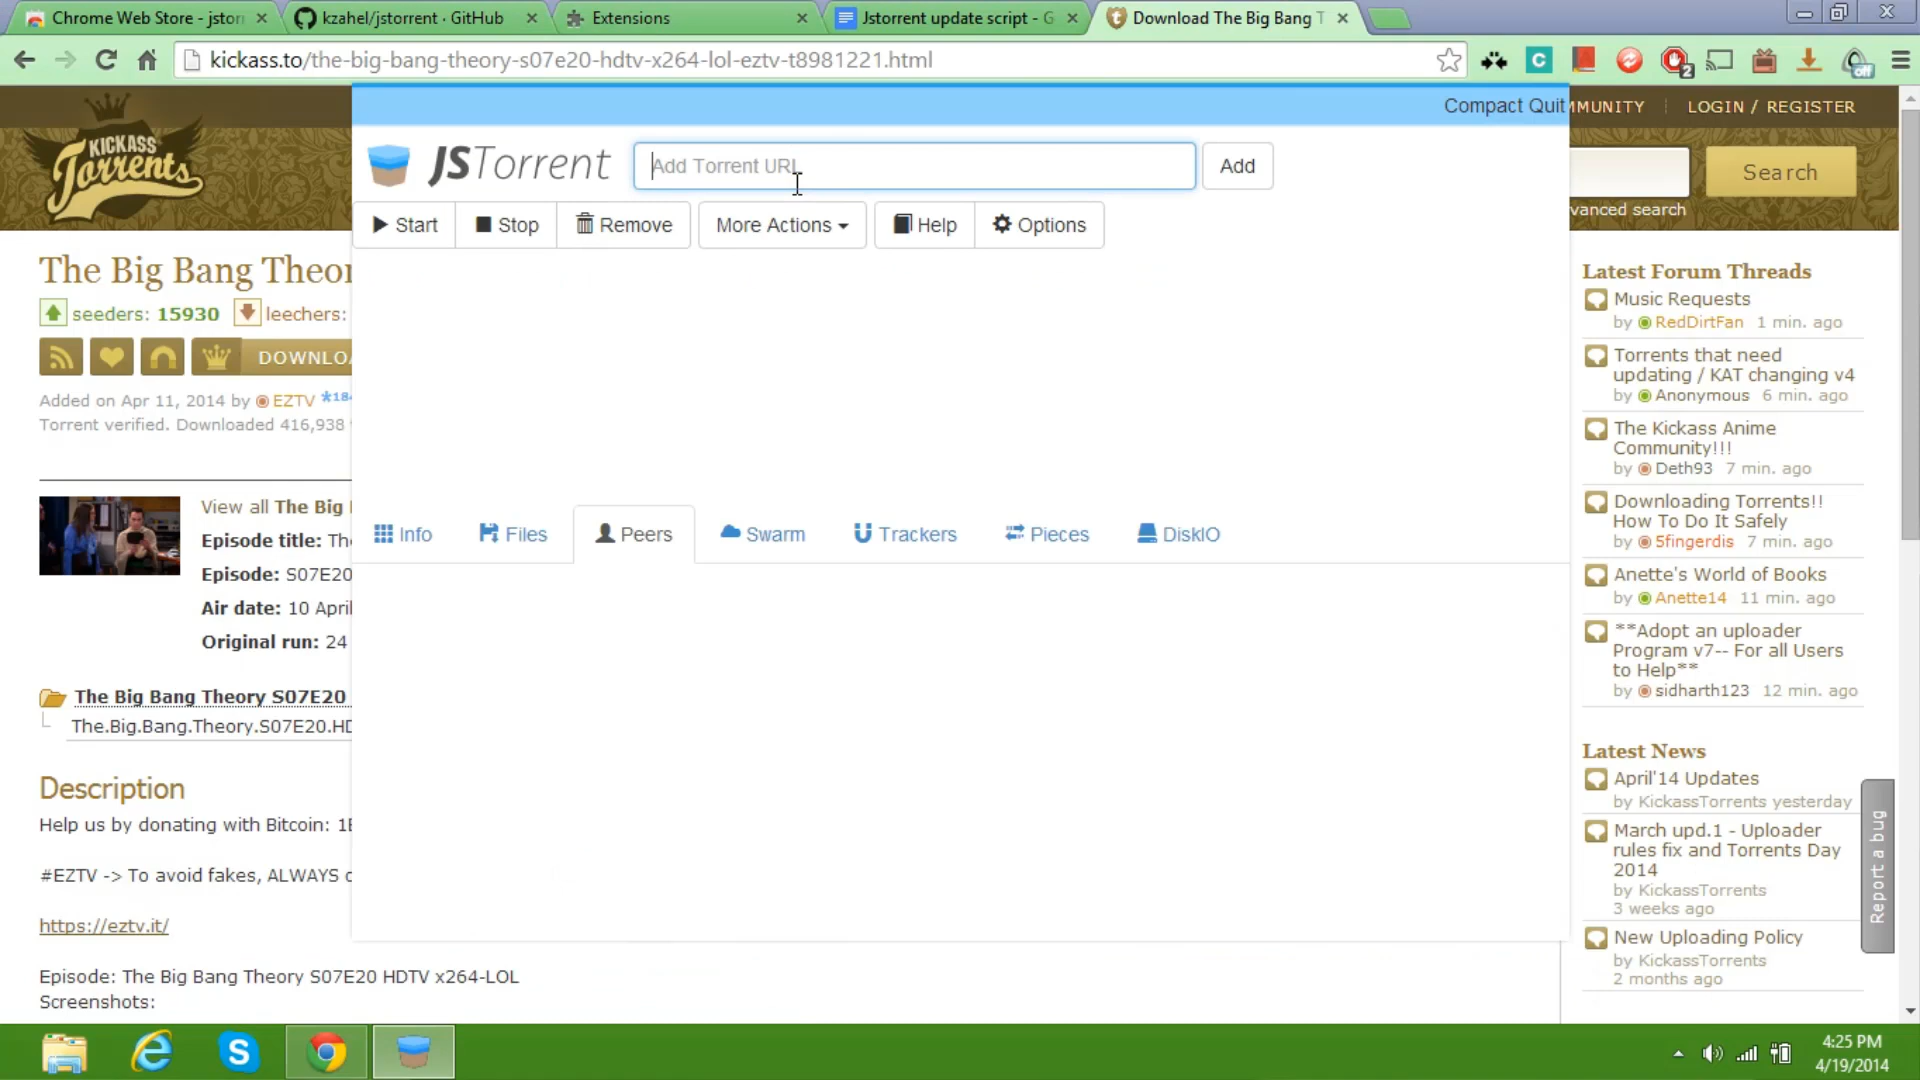 Chrome Web Store - jstor
kzahel/jstorrent · GitHub
Extensions
Jstorrent update script - G
Download The Big Bang T
kickass.to/the-big-bang-theory-s07e20-hdtv-x264-lol-eztv-t8981221.html
C
2
off
Compact Quit
MMUNITY
LOGIN / REGISTER
KICKASS
Torrents
JSTorrent
Add Torrent URL
Add
Search
vanced search
Start
Stop
Remove
More Actions
Help
Options
The Big Bang Theor
seeders: 15930
leechers:
DOWNLOA
Added on Apr 11, 2014 by EZTV *184
Torrent verified. Downloaded 416,938
View all The Big
Episode title: The
Episode: S07E20
Air date: 10 April
Original run: 24
The Big Bang Theory S07E20
The.Big.Bang.Theory.S07E20.HD
Description
Help us by donating with Bitcoin: 1
#EZTV -> To avoid fakes, ALWAYS
https://eztv.it/
Episode: The Big Bang Theory S07E20 HDTV x264-LOL
Screenshots:
Info
Files
Peers
Swarm
Trackers
Pieces
DiskIO
Latest Forum Threads
Music Requests
by RedDirtFan 1 min. ago
Torrents that need
updating / KAT changing v4
by Anonymous 6 min. ago
The Kickass Anime
Community!!!
by Deth93 7 min. ago
Downloading Torrents!!
How To Do It Safely
by 5fingerdis 7 min. ago
Anette's World of Books
by Anette14 11 min. ago
**Adopt an uploader
Program v7-- For all Users
to Help**
by sidharth123 12 min. ago
Latest News
April'14 Updates
by KickassTorrents yesterday
March upd.1 - Uploader
rules fix and Torrents Day
2014
by KickassTorrents
3 weeks ago
New Uploading Policy
by KickassTorrents
2 months ago
Report a bug
4:25 PM
4/19/2014